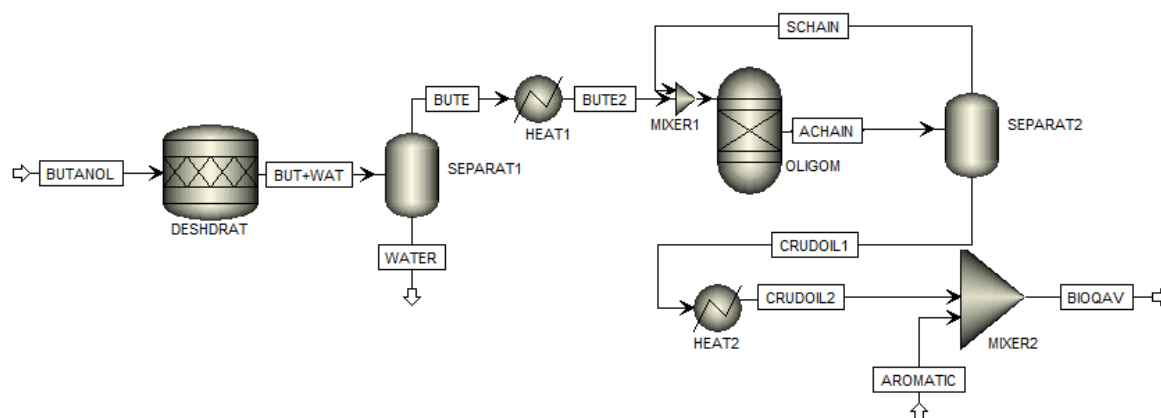 SCHAIN
BUTE
BUTE2
HEAT1
MIXER1
ACHAIN
SEPARAT2
OLIGOM
BUTANOL
BUT+WAT
SEPARAT1
DESHDRAT
WATER
CRUDOIL1
CRUDOIL2
BIOQAV
HEAT2
MIXER2
AROMATIC